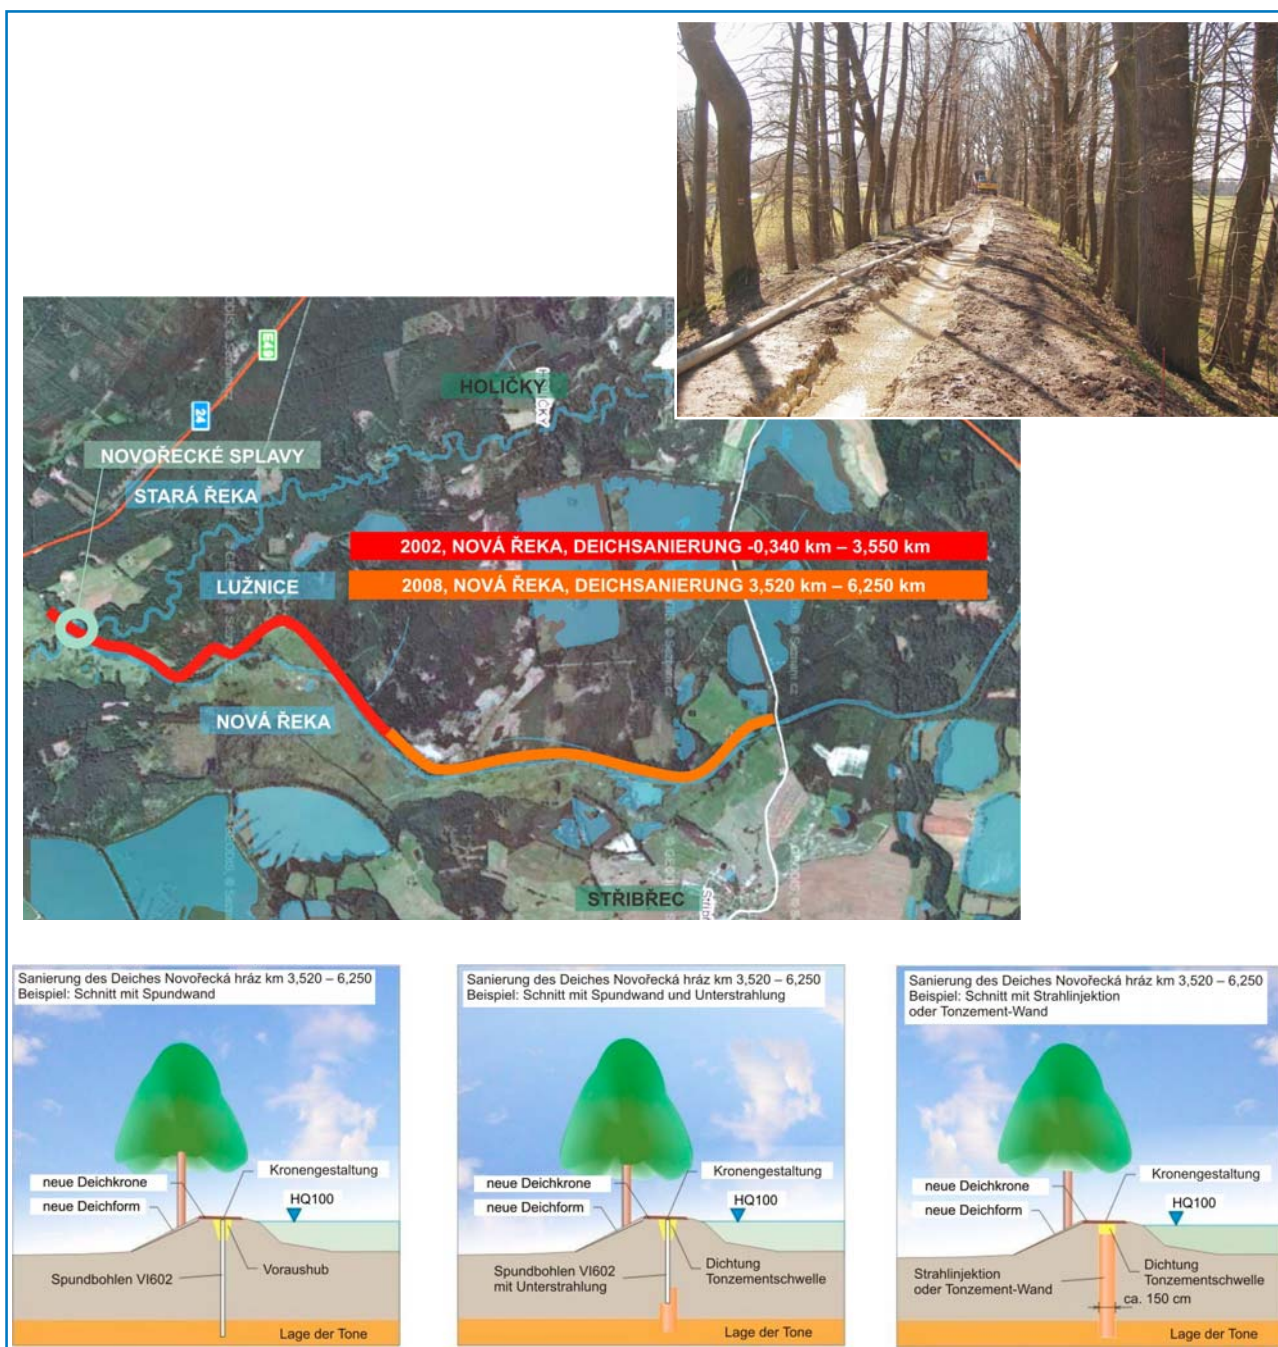 E49
24
HOLIČKY
NOVOŘECKÉ SPLAVY
STARÁ ŘEKA
2002, NOVÁ ŘEKA, DEICHSANIERUNG -0,340 km – 3,550 km
LUŽNICE
2008, NOVÁ ŘEKA, DEICHSANIERUNG 3,520 km – 6,250 km
NOVÁ ŘEKA
STŘIBŘEC
Sanierung des Deiches Novořecká hráz km 3,520 – 6,250
Beispiel: Schnitt mit Spundwand
Kronengestaltung
neue Deichkrone
HQ100
neue Deichform
Voraushub
Spundbohlen VI602
Lage der Tone
Sanierung des Deiches Novořecká hráz km 3,520 – 6,250
Beispiel: Schnitt mit Spundwand und Unterstrahlung
Kronengestaltung
neue Deichkrone
HQ100
neue Deichform
Dichtung
Tonzementschwelle
Spundbohlen VI602
mit Unterstrahlung
Lage der Tone
Sanierung des Deiches Novořecká hráz km 3,520 – 6,250
Beispiel: Schnitt mit Strahlinjektion
oder Tonzement-Wand
Kronengestaltung
neue Deichkrone
HQ100
neue Deichform
Dichtung
Tonzementschwelle
Strahlinjektion
oder Tonzement-Wand
ca. 150 cm
Lage der Tone